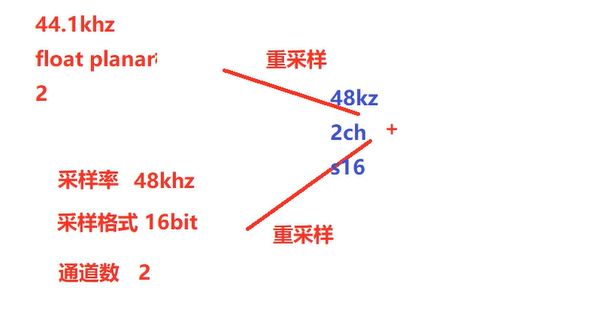 44.1khz
float planar
2
重采样
48kz
2ch +
s16
采样率 48khz
采样格式 16bit
通道数 2
重采样